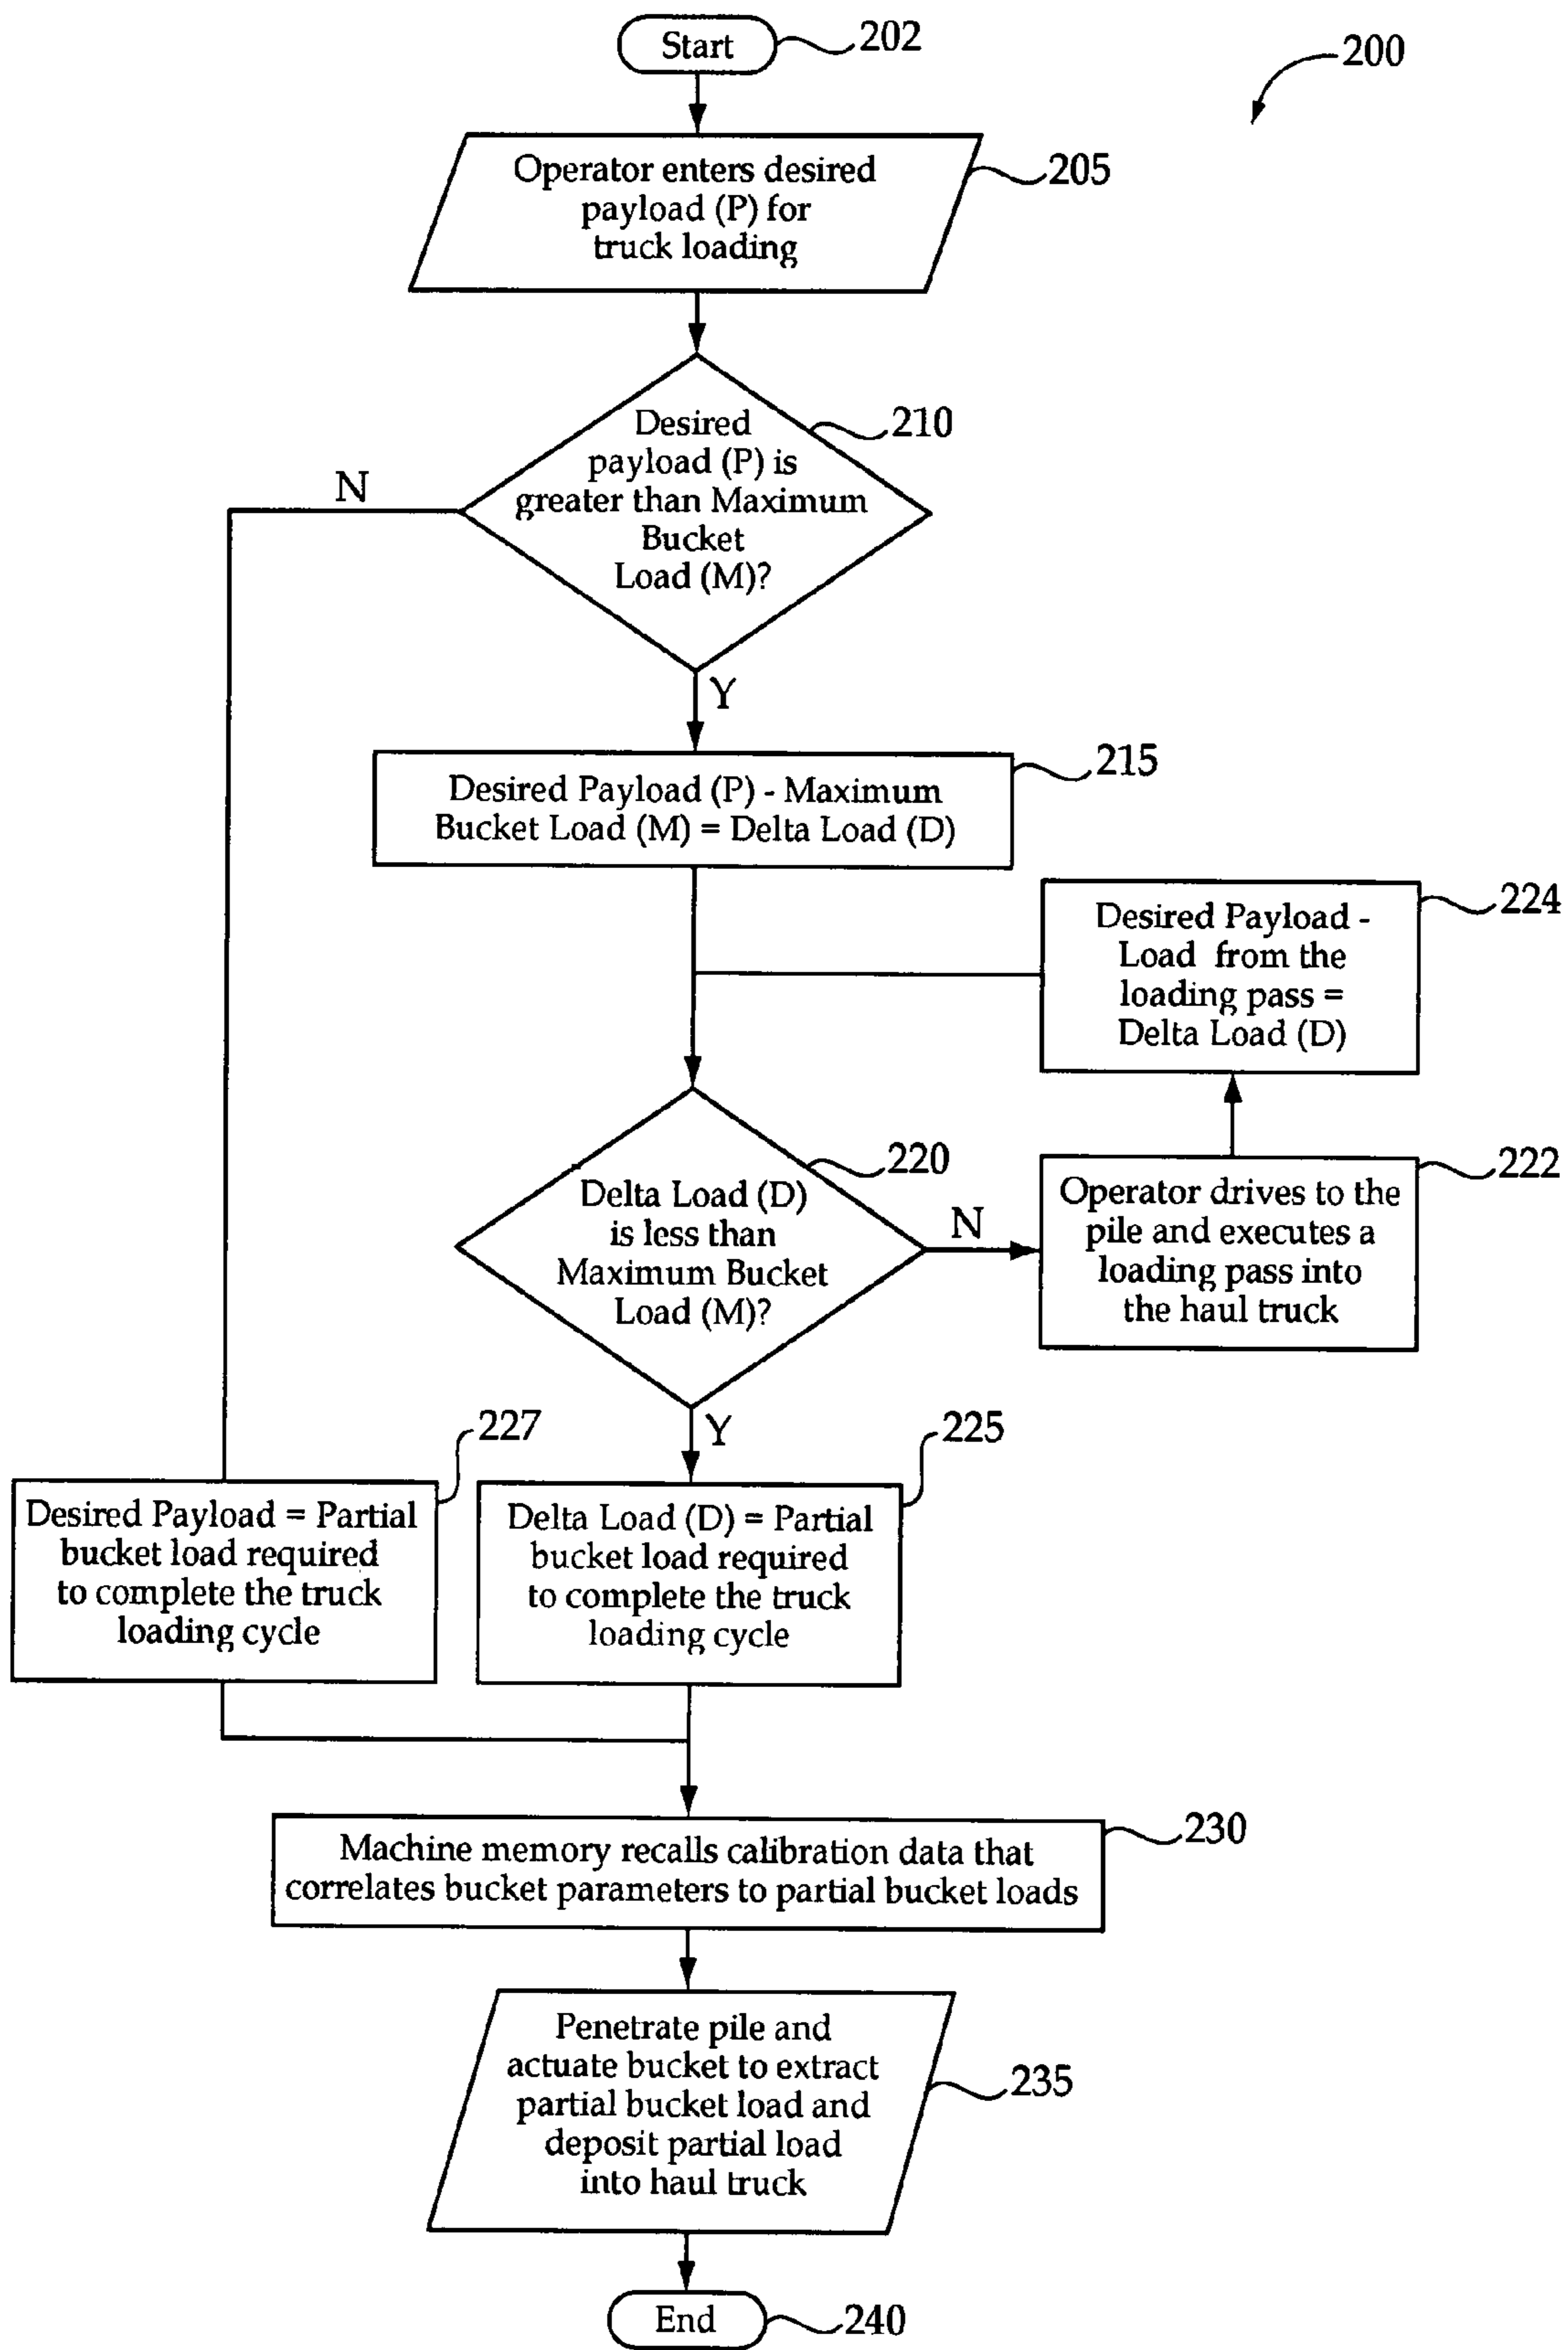 Start
202
200
Operator enters desired
payload (P) for
truck loading
205
Desired
payload (P) is
greater than Maximum
Bucket
Load (M)?
210
N
Y
Desired Payload (P) - Maximum
Bucket Load (M) = Delta Load (D)
215
Desired Payload -
Load from the
loading pass =
Delta Load (D)
224
Delta Load (D)
is less than
Maximum Bucket
Load (M)?
220
N
Operator drives to the
pile and executes a
loading pass into
the haul truck
222
Y
Desired Payload = Partial
bucket load required
to complete the truck
loading cycle
227
Delta Load (D) = Partial
bucket load required
to complete the truck
loading cycle
225
Machine memory recalls calibration data that
correlates bucket parameters to partial bucket loads
230
Penetrate pile and
actuate bucket to extract
partial bucket load and
deposit partial load
into haul truck
235
End
240